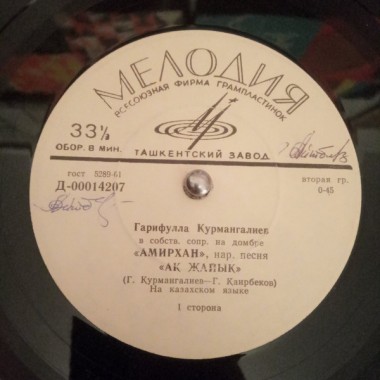 МЕЛОДИЯ
ВСЕСОЮЗНАЯ ФИРМА ГРАМПЛАСТИНОК
33⅓
ОБОР. В МИН.
ТАШКЕНТСКИЙ ЗАВОД
гост 5289-61
Д-00014207
вторая гр.
0-45
Гарифулла Курмангалиев
в собств. сопр. на домбре
«АМИРХАН», нар. песня
«АК ЖАЙЫК»
(Г. Курмангалиев—Г. Каирбеков)
На казахском языке
1 сторона